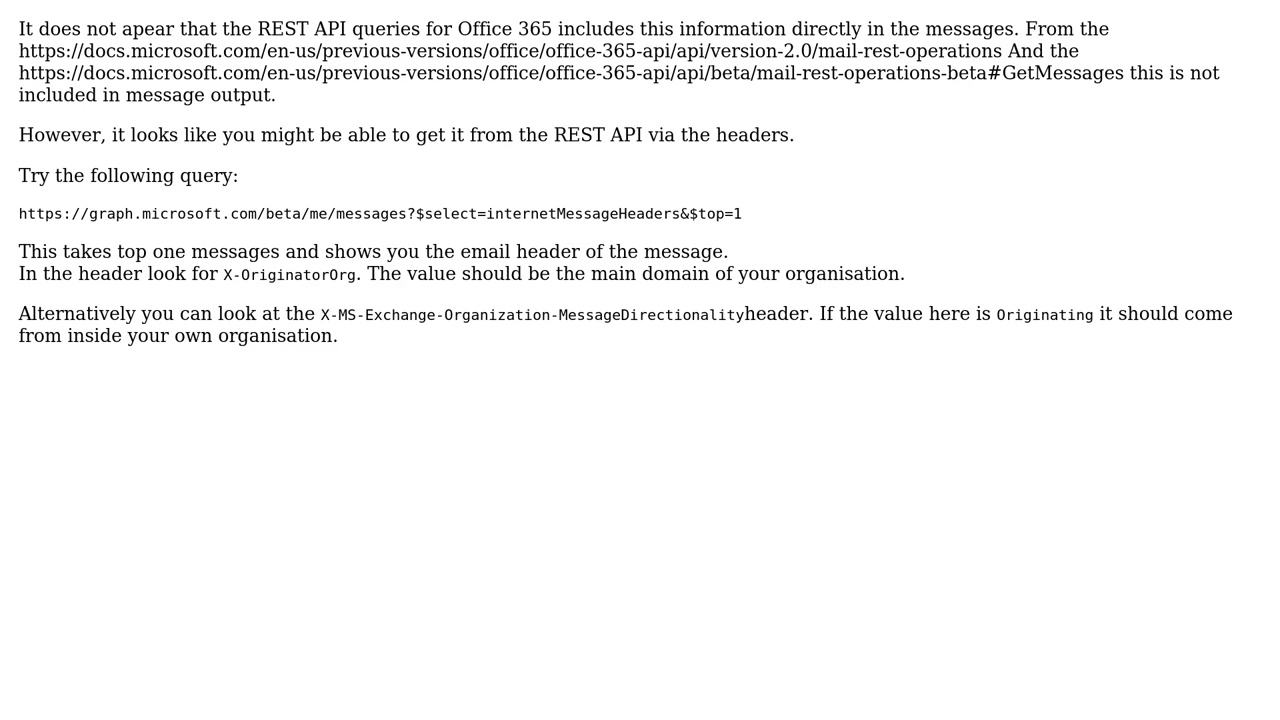 It does not apear that the REST API queries for Office 365 includes this information directly in the messages. From the
https://docs.microsoft.com/en-us/previous-versions/office/office-365-api/api/version-2.0/mail-rest-operations And the
https://docs.microsoft.com/en-us/previous-versions/office/office-365-api/api/beta/mail-rest-operations-beta#GetMessages this is not
included in message output.
However, it looks like you might be able to get it from the REST API via the headers.
Try the following query:
https://graph.microsoft.com/beta/me/messages?$select=internetMessageHeaders&$top=1
This takes top one messages and shows you the email header of the message.
In the header look for X-OriginatorOrg. The value should be the main domain of your organisation.
Alternatively you can look at the X-MS-Exchange-Organization-MessageDirectionalityheader. If the value here is Originating it should come
from inside your own organisation.